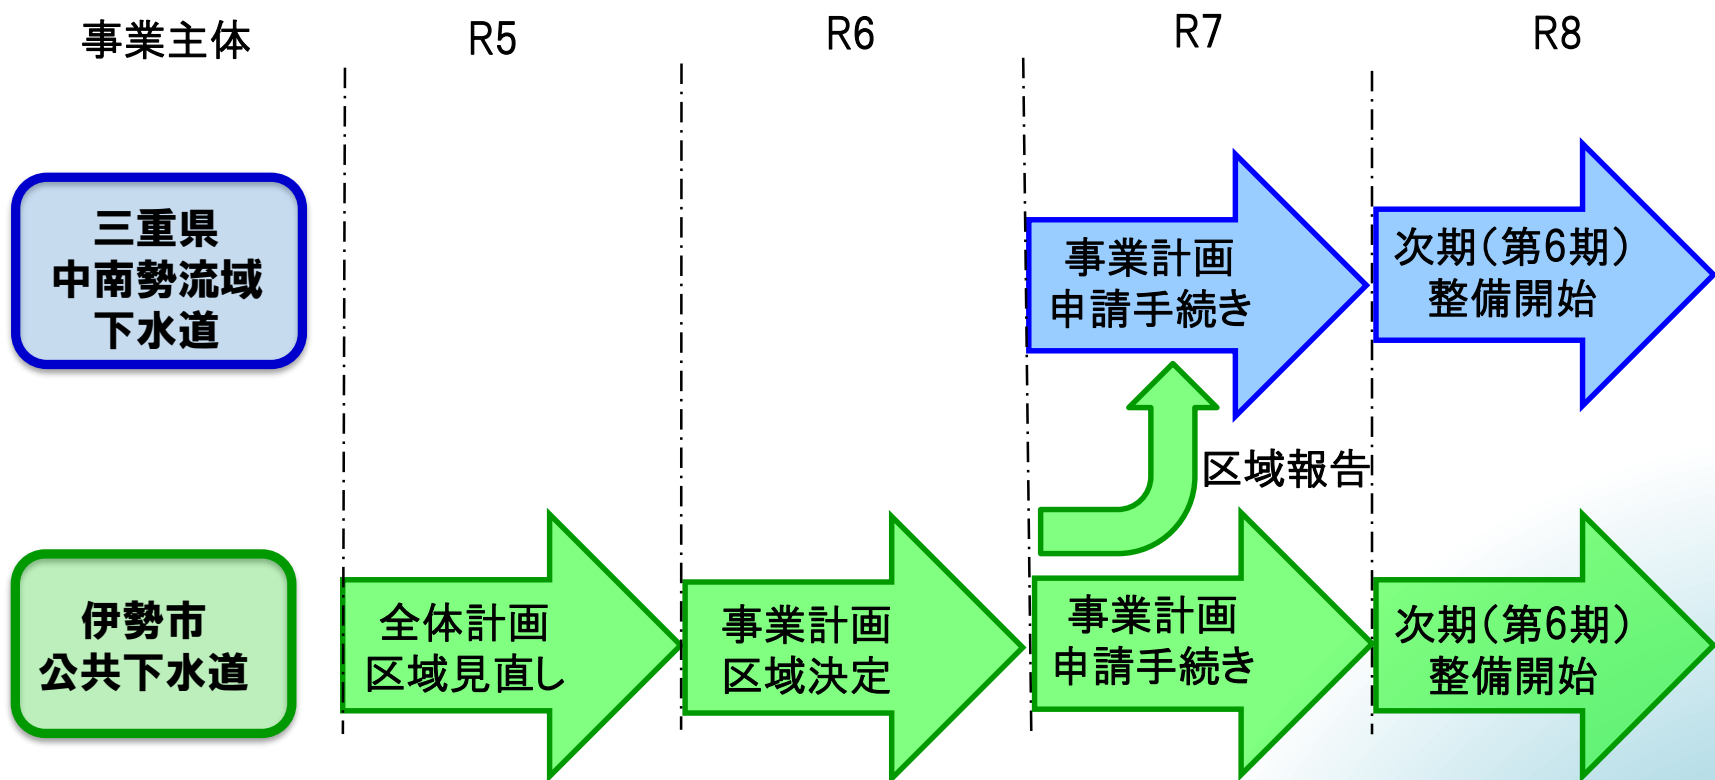 事業主体
R5
R6
R7
R8
三重県
中南勢流域
下水道
事業計画
申請手続き
次期(第6期)
整備開始
区域報告
伊勢市
公共下水道
全体計画
区域見直し
事業計画
区域決定
事業計画
申請手続き
次期(第6期)
整備開始